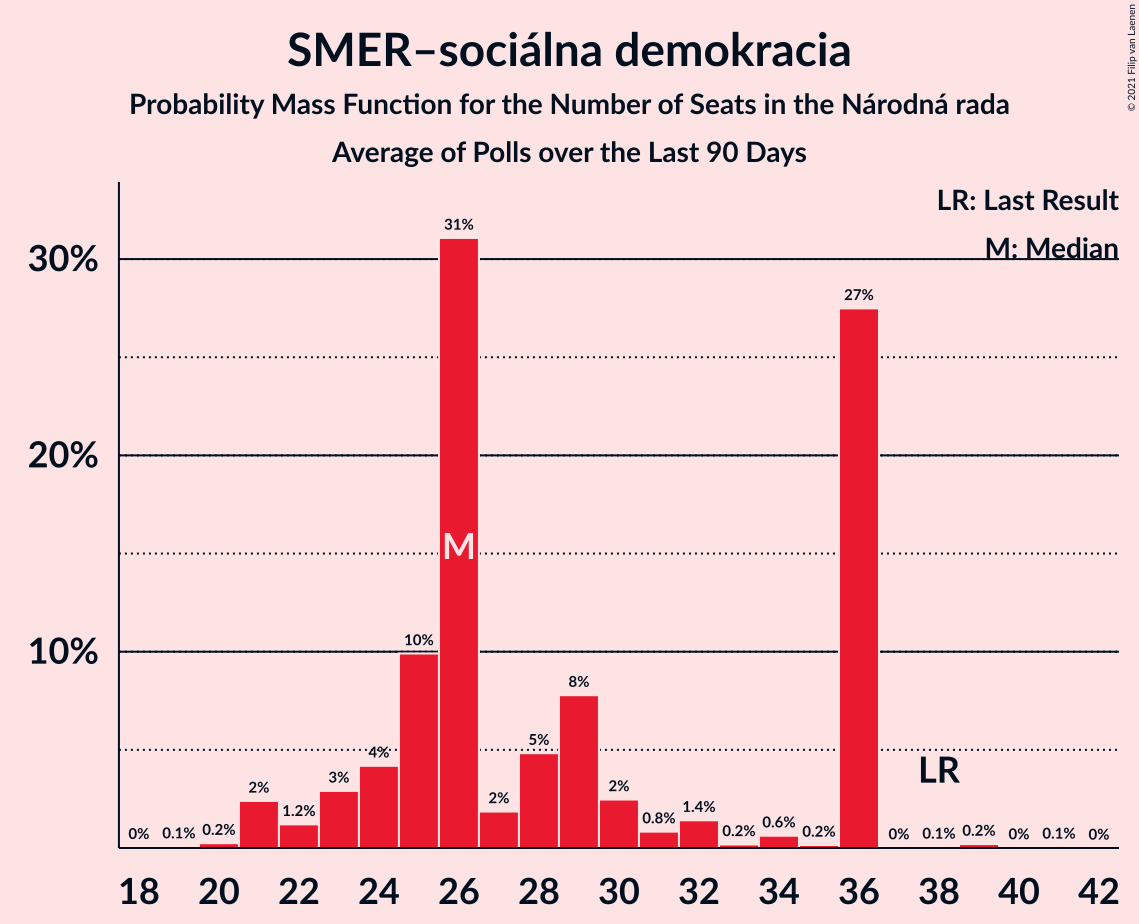 SMER–sociálna demokracia
Probability Mass Function for the Number of Seats in the Národná rada
Average of Polls over the Last 90 Days
© 2021 Filip van Laenen
LR: Last Result
M: Median
30%
20%
10%
0% 0.1% 0.2% 2% 1.2% 3% 4% 10% 31% 2% 5% 8% 2% 0.8% 1.4% 0.2% 0.6% 0.2% 27% 0% 0.1% 0.2% 0% 0.1% 0%
M
LR
18 20 22 24 26 28 30 32 34 36 38 40 42